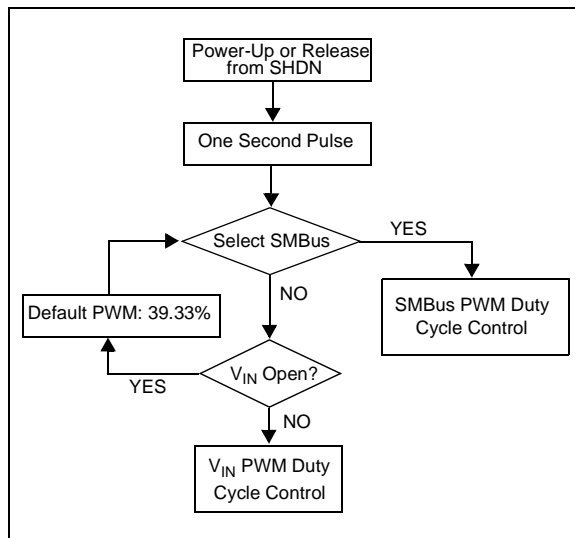 Power-Up or Release
from SHDN
One Second Pulse
Select SMBus
YES
NO
Default PWM: 39.33%
SMBus PWM Duty
Cycle Control
VIN Open?
YES
NO
VIN PWM Duty
Cycle Control